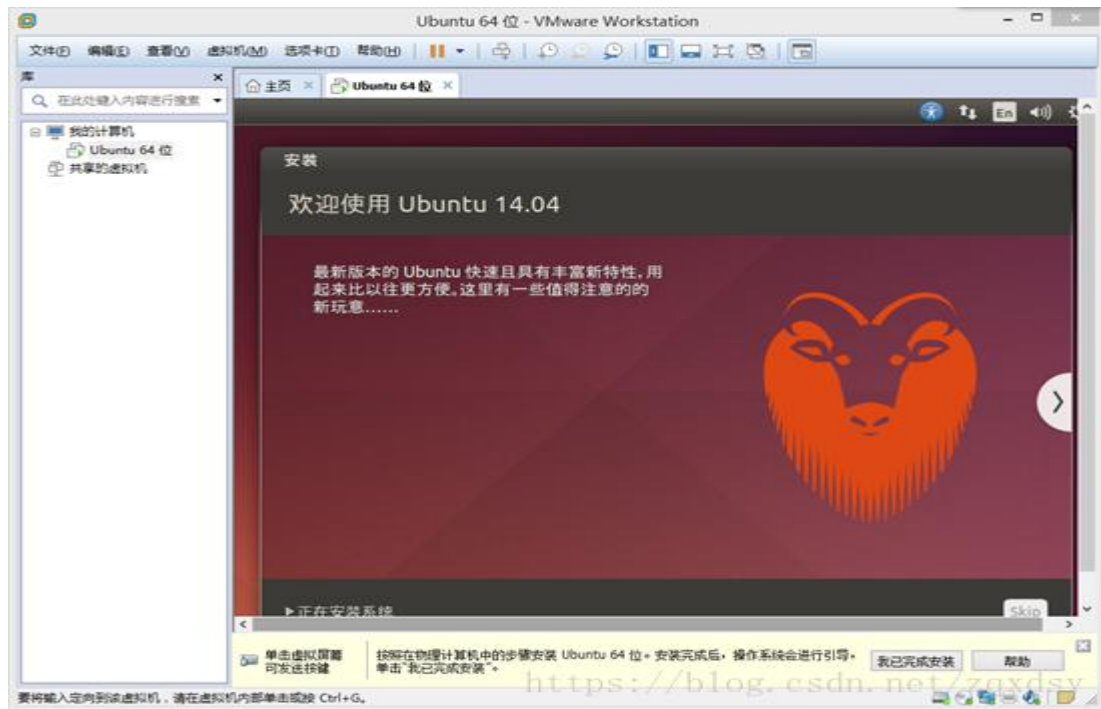 Ubuntu 64 位 - VMware Workstation
文件(F) 编辑(E) 查看(V) 虚拟机(M) 选项卡(T) 帮助(H)
库
在此处键入内容进行搜索
我的计算机
Ubuntu 64 位
共享的虚拟机
主页 Ubuntu 64 位
En
安装
欢迎使用 Ubuntu 14.04
最新版本的 Ubuntu 快速且具有丰富新特性,用
起来比以往更方便。这里有一些值得注意的的
新玩意......
正在安装系统
Skip
单击虚拟屏幕
可发送按键
按照在物理计算机中的步骤安装 Ubuntu 64 位。安装完成后,操作系统会进行引导。
单击"我已完成安装"。
我已完成安装 帮助
要将输入定向到该虚拟机,请在虚拟机内部单击或按 Ctrl+G。
https://blog.csdn.net/zqxdsy